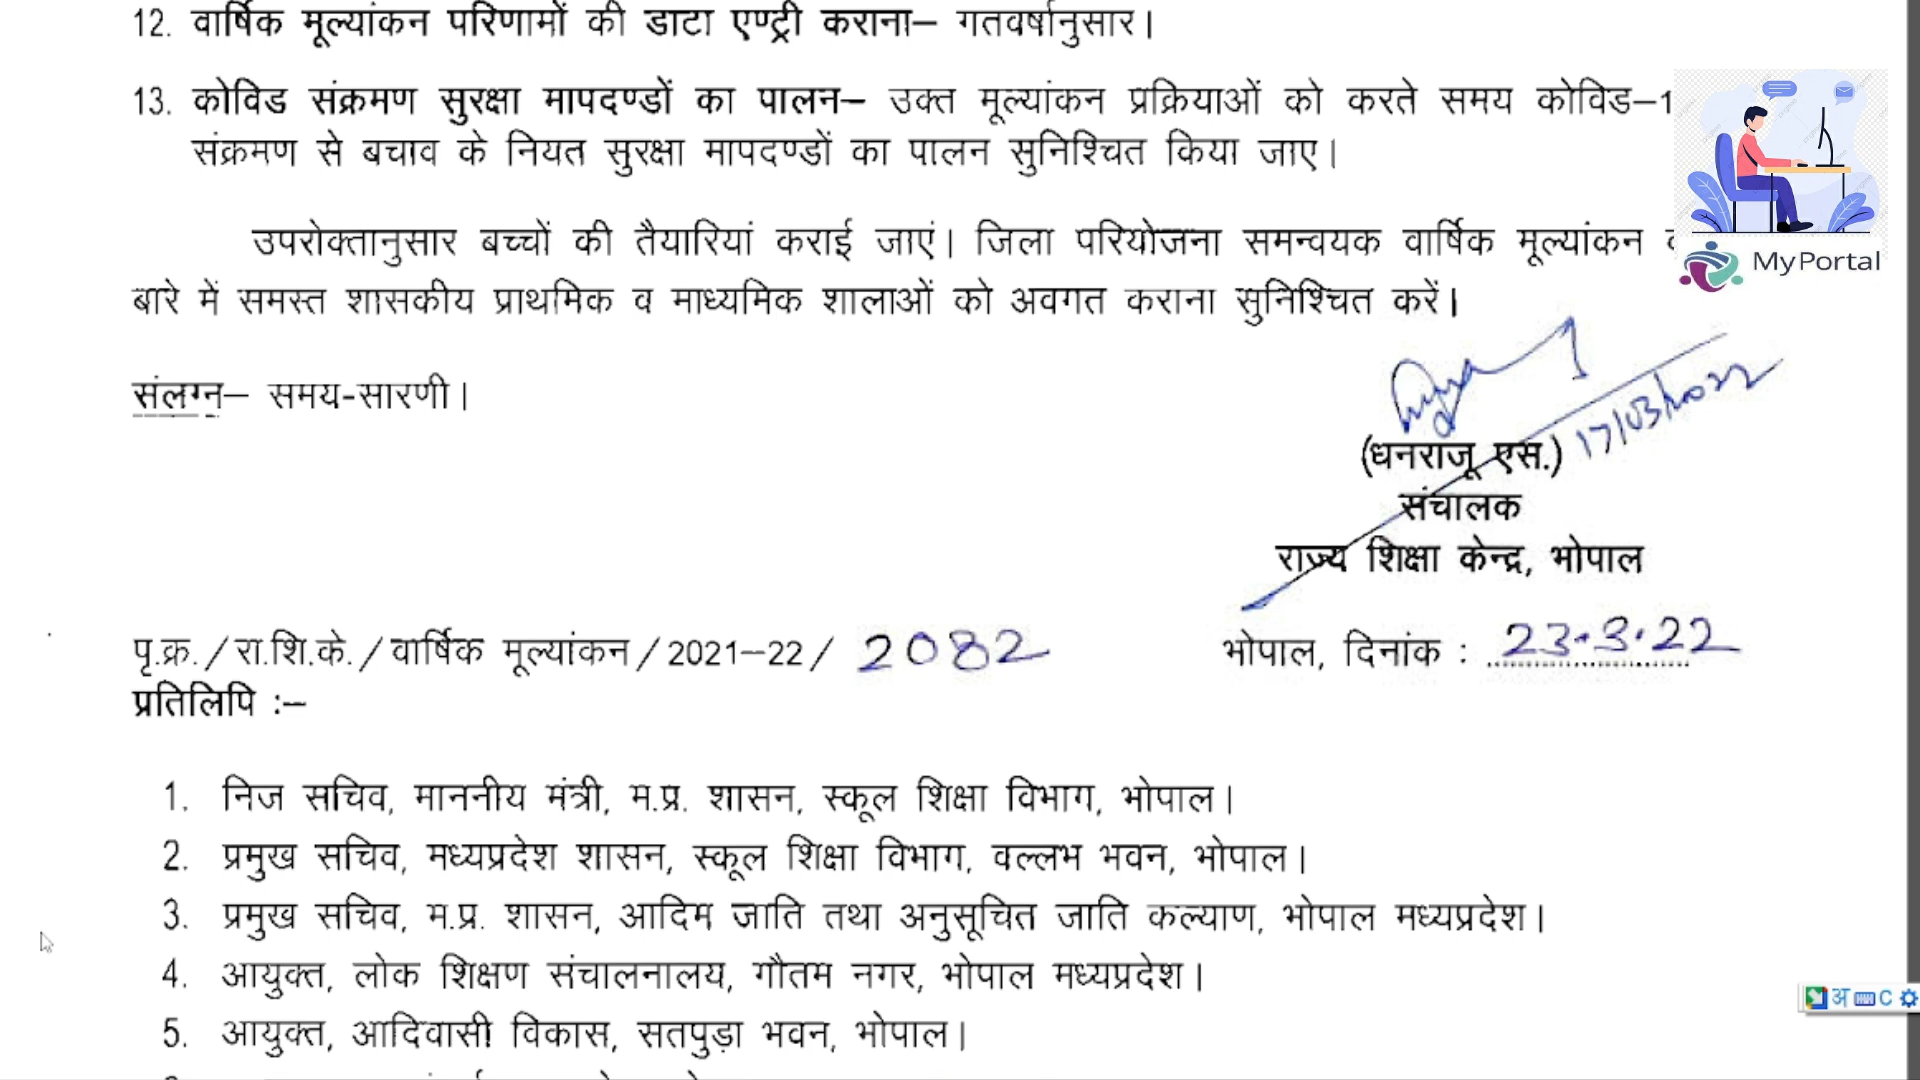 12. वार्षिक मूल्यांकन परिणामों की डाटा एण्ट्री कराना– गतवर्षानुसार।
13. कोविड संक्रमण सुरक्षा मापदण्डों का पालन– उक्त मूल्यांकन प्रक्रियाओं को करते समय कोविड–1
संक्रमण से बचाव के नियत सुरक्षा मापदण्डों का पालन सुनिश्चित किया जाए।
उपरोक्तानुसार बच्चों की तैयारियां कराई जाएं। जिला परियोजना समन्वयक वार्षिक मूल्यांकन
MyPortal
बारे में समस्त शासकीय प्राथमिक व माध्यमिक शालाओं को अवगत कराना सुनिश्चित करें।
संलग्न– समय-सारणी।
17/03/2022
(धनराजू एस.)
संचालक
राज्य शिक्षा केन्द्र, भोपाल
पृ.क्र./रा.शि.के./वार्षिक मूल्यांकन/2021–22/ 2082 भोपाल, दिनांक : 23.3.22
प्रतिलिपि :–
1. निज सचिव, माननीय मंत्री, म.प्र. शासन, स्कूल शिक्षा विभाग, भोपाल।
2. प्रमुख सचिव, मध्यप्रदेश शासन, स्कूल शिक्षा विभाग, वल्लभ भवन, भोपाल।
3. प्रमुख सचिव, म.प्र. शासन, आदिम जाति तथा अनुसूचित जाति कल्याण, भोपाल मध्यप्रदेश।
4. आयुक्त, लोक शिक्षण संचालनालय, गौतम नगर, भोपाल मध्यप्रदेश।
अ C
5. आयुक्त, आदिवासी विकास, सतपुड़ा भवन, भोपाल।